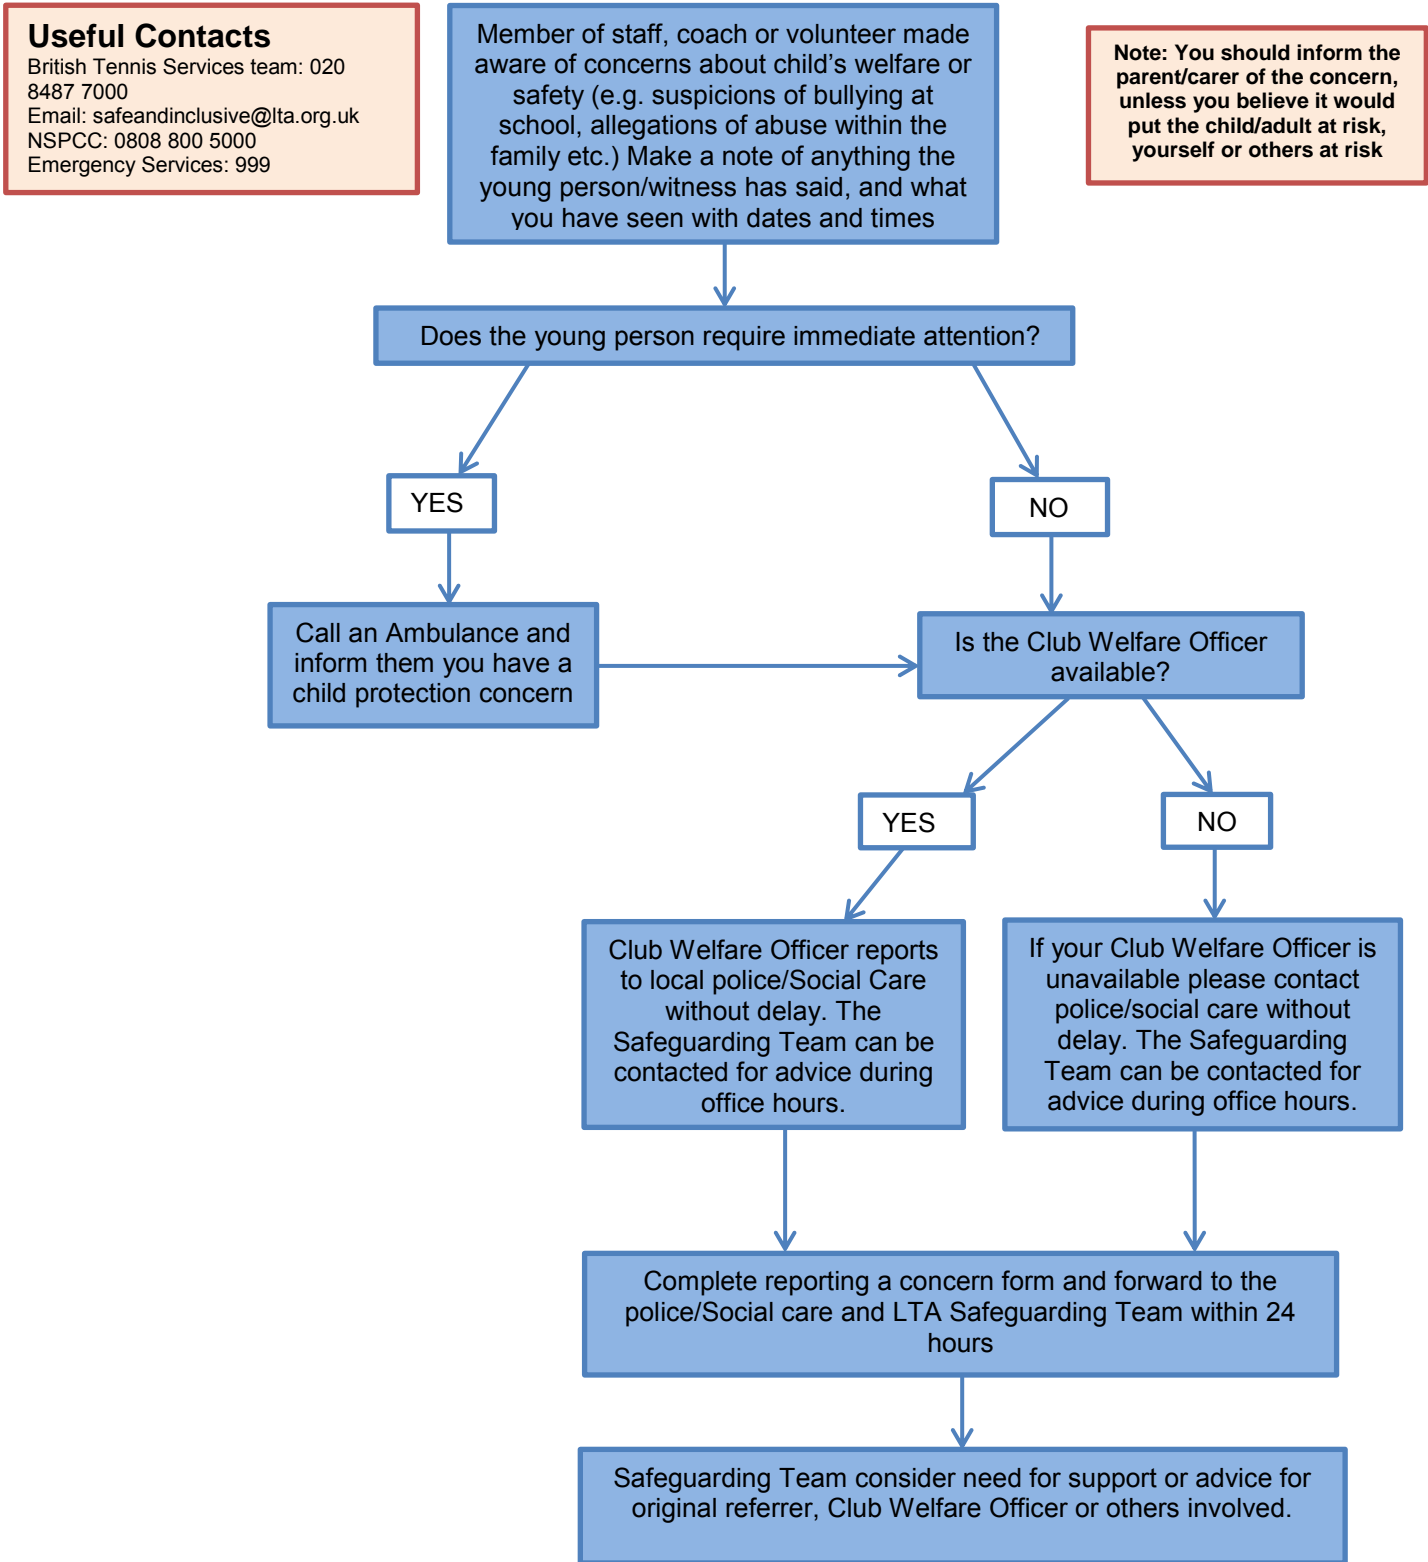 Useful Contacts
British Tennis Services team: 020
8487 7000
Email: safeandinclusive@lta.org.uk
NSPCC: 0808 800 5000
Emergency Services: 999
Member of staff, coach or volunteer made
aware of concerns about child’s welfare or
safety (e.g. suspicions of bullying at
school, allegations of abuse within the
family etc.) Make a note of anything the
young person/witness has said, and what
you have seen with dates and times
Note: You should inform the
parent/carer of the concern,
unless you believe it would
put the child/adult at risk,
yourself or others at risk
Does the young person require immediate attention?
YES
NO
Call an Ambulance and
inform them you have a
child protection concern
Is the Club Welfare Officer
available?
YES
NO
Club Welfare Officer reports
to local police/Social Care
without delay. The
Safeguarding Team can be
contacted for advice during
office hours.
If your Club Welfare Officer is
unavailable please contact
police/social care without
delay. The Safeguarding
Team can be contacted for
advice during office hours.
Complete reporting a concern form and forward to the
police/Social care and LTA Safeguarding Team within 24
hours
Safeguarding Team consider need for support or advice for
original referrer, Club Welfare Officer or others involved.